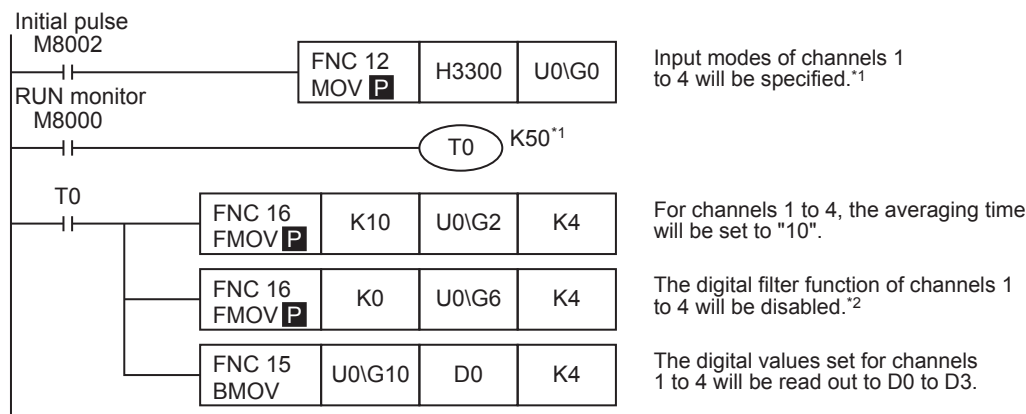 Initial pulse
M8002
FNC 12
MOV P
H3300
U0\G0
Input modes of channels 1
to 4 will be specified.*1
RUN monitor
M8000
T0
K50*1
T0
FNC 16
FMOV P
K10
U0\G2
K4
For channels 1 to 4, the averaging time
will be set to "10".
FNC 16
FMOV P
K0
U0\G6
K4
The digital filter function of channels 1
to 4 will be disabled.*2
FNC 15
BMOV
U0\G10
D0
K4
The digital values set for channels
1 to 4 will be read out to D0 to D3.